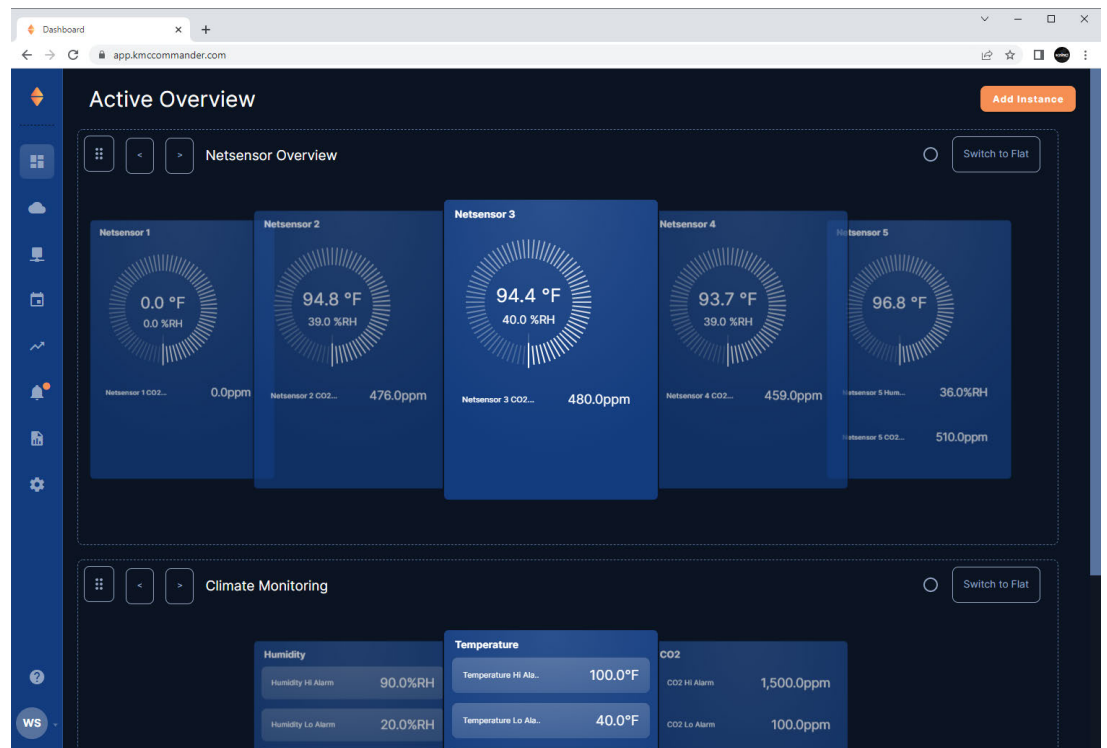 Dashboard
app.kmccommander.com
Active Overview
Add Instance
< > Netsensor Overview
Switch to Flat
Netsensor 1
0.0 °F
0.0 %RH
Netsensor 1 CO2... 0.0ppm
Netsensor 2
94.8 °F
39.0 %RH
Netsensor 2 CO2... 476.0ppm
Netsensor 3
94.4 °F
40.0 %RH
Netsensor 3 CO2... 480.0ppm
Netsensor 4
93.7 °F
39.0 %RH
Netsensor 4 CO2... 459.0ppm
Netsensor 5
96.8 °F
Netsensor 5 Hum... 36.0%RH
Netsensor 5 CO2... 510.0ppm
< > Climate Monitoring
Switch to Flat
Humidity
Humidity Hi Alarm 90.0%RH
Humidity Lo Alarm 20.0%RH
Temperature
Temperature Hi Ala.. 100.0°F
Temperature Lo Ala.. 40.0°F
CO2
CO2 Hi Alarm 1,500.0ppm
CO2 Lo Alarm 100.0ppm
WS